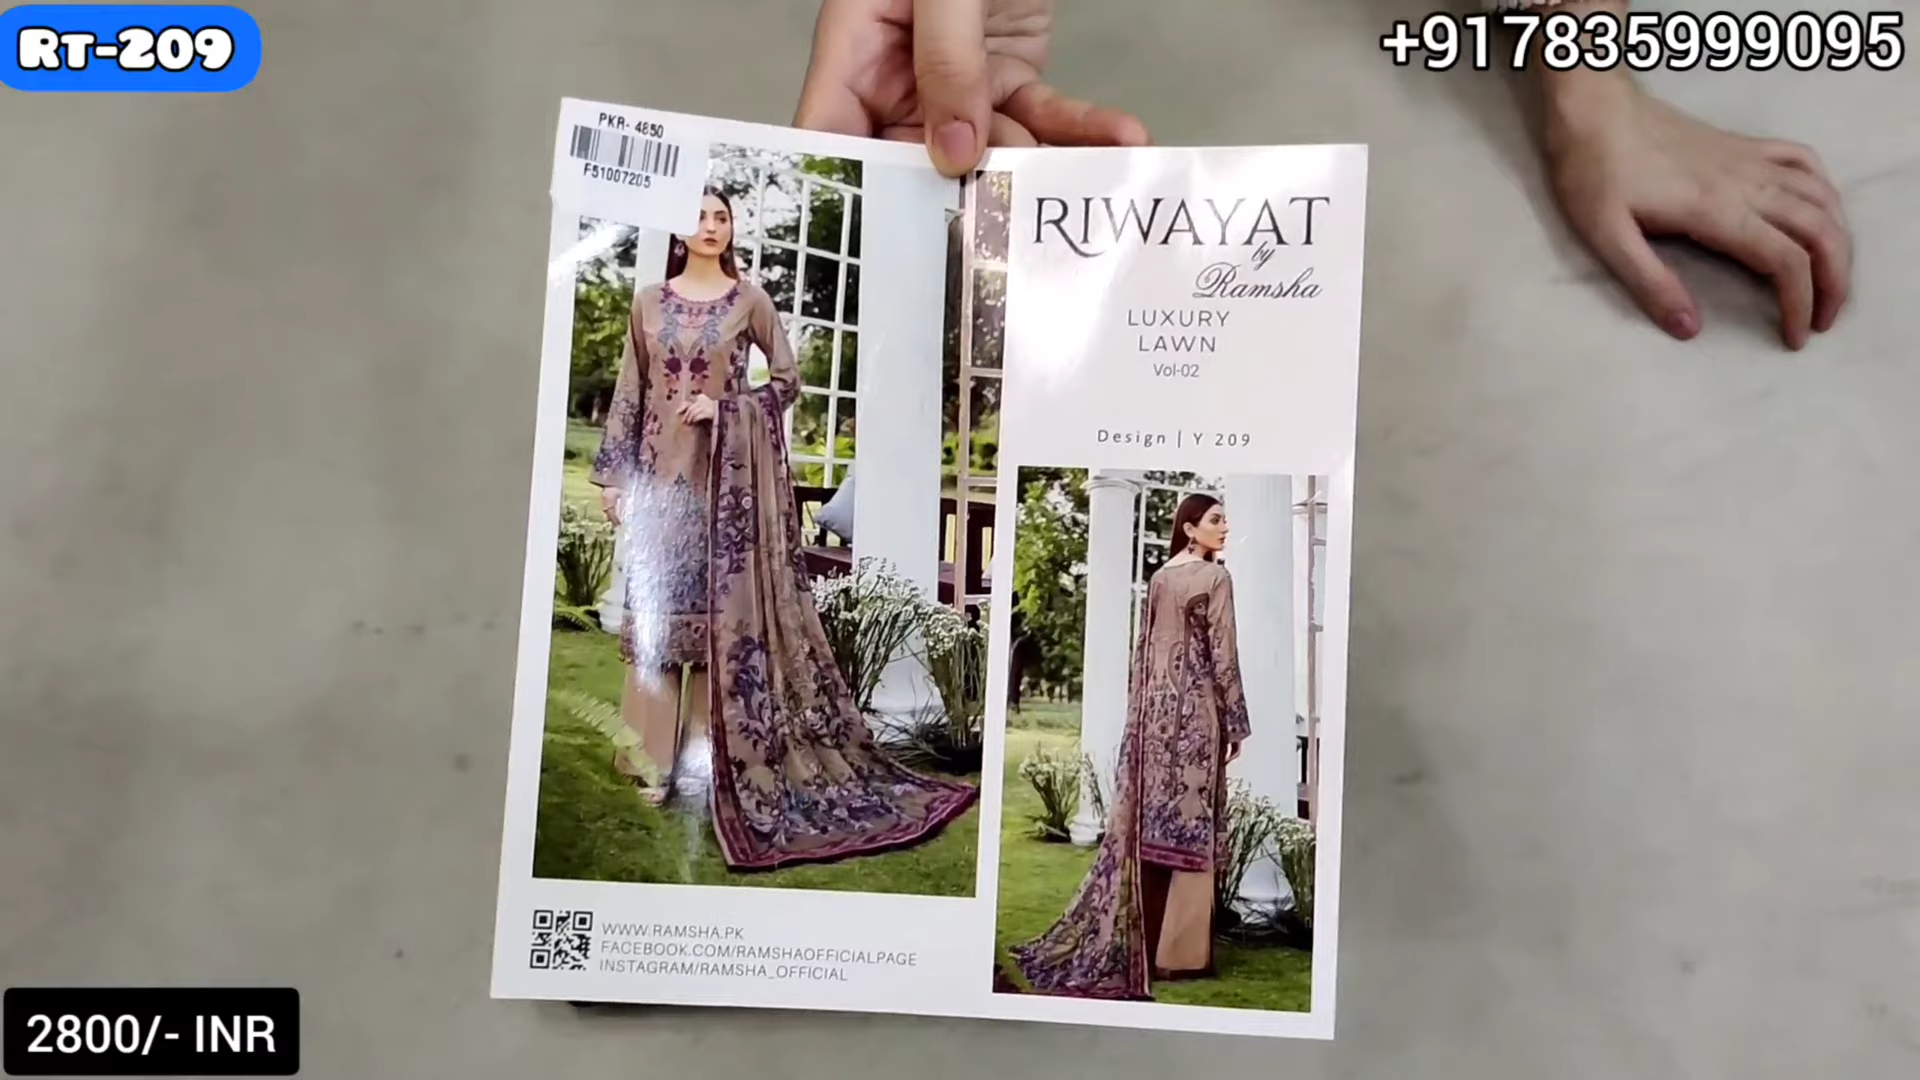 RT-209
+917835999095
PKR- 4850
F51007205
RIWAYAT
by
Ramsha
LUXURY
LAWN
Vol-02
Design | Y 209
WWW.RAMSHA.PK
FACEBOOK.COM/RAMSHAOFFICIALPAGE
INSTAGRAM/RAMSHA_OFFICIAL
2800/- INR